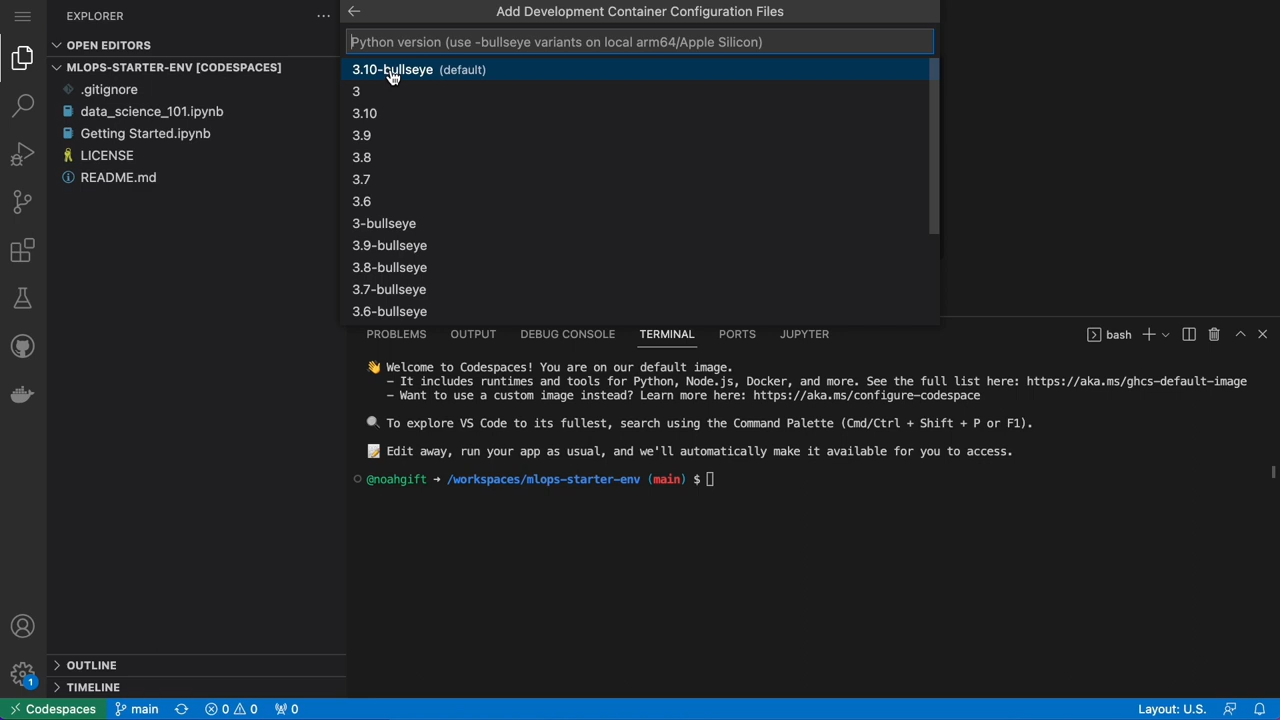 EXPLORER
OPEN EDITORS
MLOPS-STARTER-ENV [CODESPACES]
.gitignore
data_science_101.ipynb
Getting Started.ipynb
LICENSE
README.md
OUTLINE
TIMELINE
Add Development Container Configuration Files
Python version (use -bullseye variants on local arm64/Apple Silicon)
3.10-bullseye (default)
3
3.10
3.9
3.8
3.7
3.6
3-bullseye
3.9-bullseye
3.8-bullseye
3.7-bullseye
3.6-bullseye
PROBLEMS OUTPUT DEBUG CONSOLE TERMINAL PORTS JUPYTER bash
👋 Welcome to Codespaces! You are on our default image.
- It includes runtimes and tools for Python, Node.js, Docker, and more. See the full list here: https://aka.ms/ghcs-default-image
- Want to use a custom image instead? Learn more here: https://aka.ms/configure-codespace
🔍 To explore VS Code to its fullest, search using the Command Palette (Cmd/Ctrl + Shift + P or F1).
📝 Edit away, run your app as usual, and we'll automatically make it available for you to access.
@noahgift → /workspaces/mlops-starter-env (main) $
1
Codespaces main 0 0 0 Layout: U.S.